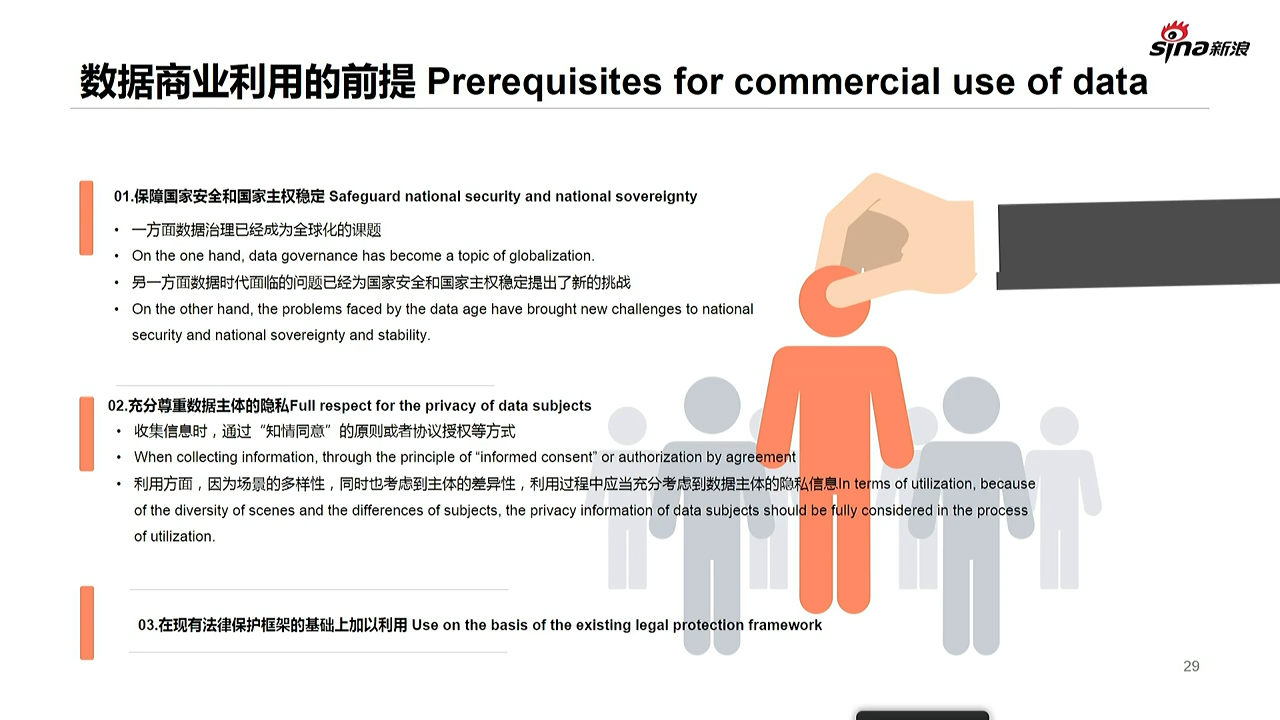 sina新浪
数据商业利用的前提 Prerequisites for commercial use of data
01.保障国家安全和国家主权稳定 Safeguard national security and national sovereignty
• 一方面数据治理已经成为全球化的课题
• On the one hand, data governance has become a topic of globalization.
• 另一方面数据时代面临的问题已经为国家安全和国家主权稳定提出了新的挑战
• On the other hand, the problems faced by the data age have brought new challenges to national
security and national sovereignty and stability.
02.充分尊重数据主体的隐私Full respect for the privacy of data subjects
• 收集信息时，通过“知情同意”的原则或者协议授权等方式
• When collecting information, through the principle of “informed consent” or authorization by agreement
• 利用方面，因为场景的多样性，同时也考虑到主体的差异性，利用过程中应当充分考虑到数据主体的隐私信息In terms of utilization, because
of the diversity of scenes and the differences of subjects, the privacy information of data subjects should be fully considered in the process
of utilization.
03.在现有法律保护框架的基础上加以利用 Use on the basis of the existing legal protection framework
29